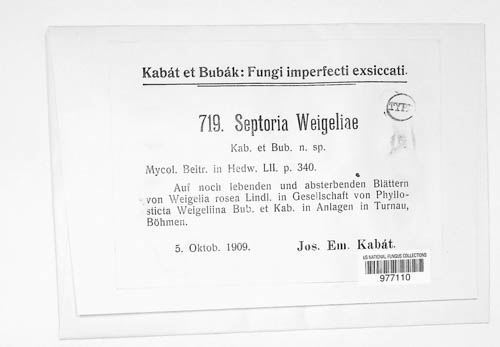 Kabát et Bubák: Fungi imperfecti exsiccati.
TYPE
719. Septoria Weigeliae
Kab. et Bub. n. sp.
Mycol. Beitr. in Hedw. LII. p. 340.
Auf noch lebenden und absterbenden Blättern
von Weigelia rosea Lindl. in Gesellschaft von Phyllo-
sticta Weigeliina Bub. et Kab. in Anlagen in Turnau,
Böhmen.
5. Oktob. 1909. Jos. Em. Kabát.
US NATIONAL FUNGUS COLLECTIONS
977110